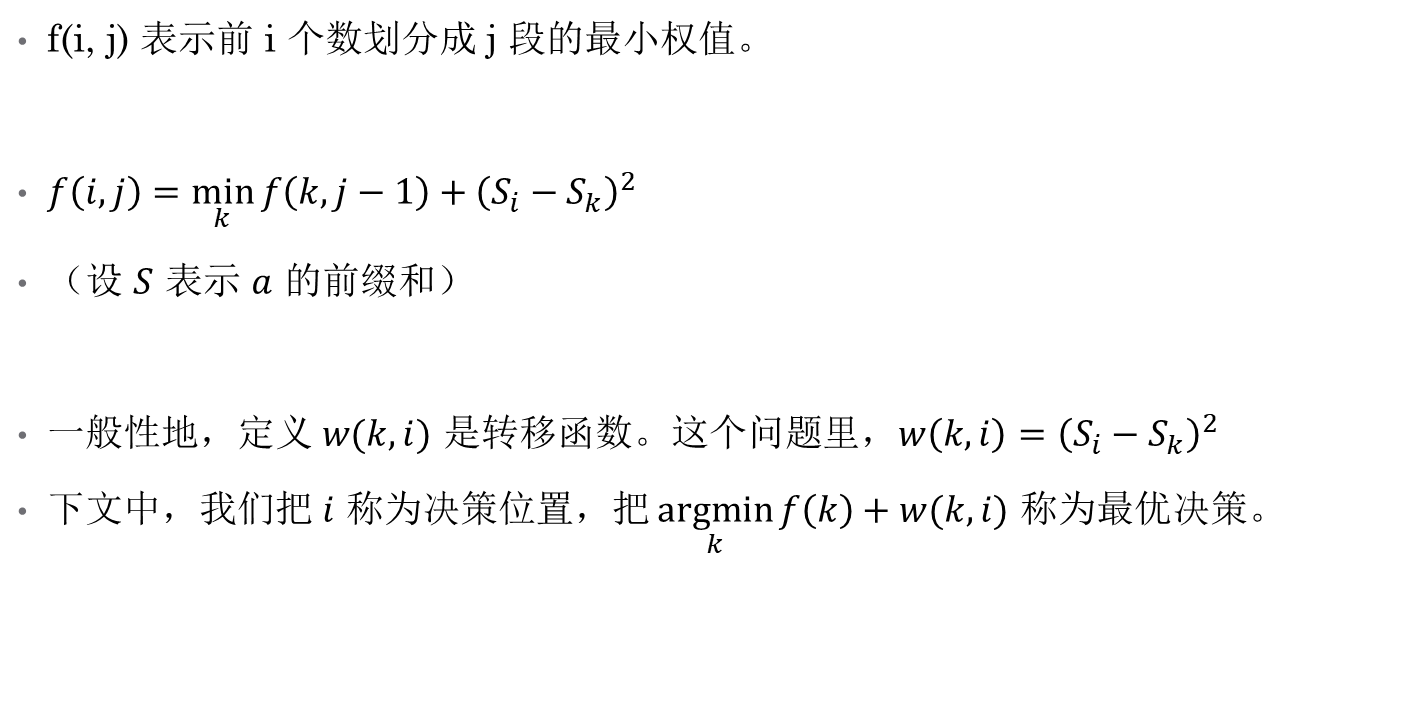 • f(i, j) 表示前 i 个数划分成 j 段的最小权值。
• f(i, j) = min_k f(k, j − 1) + (S_i − S_k)²
• （设 S 表示 a 的前缀和）
• 一般性地，定义 w(k, i) 是转移函数。这个问题里，w(k, i) = (S_i − S_k)²
• 下文中，我们把 i 称为决策位置，把 argmin_k f(k) + w(k, i) 称为最优决策。